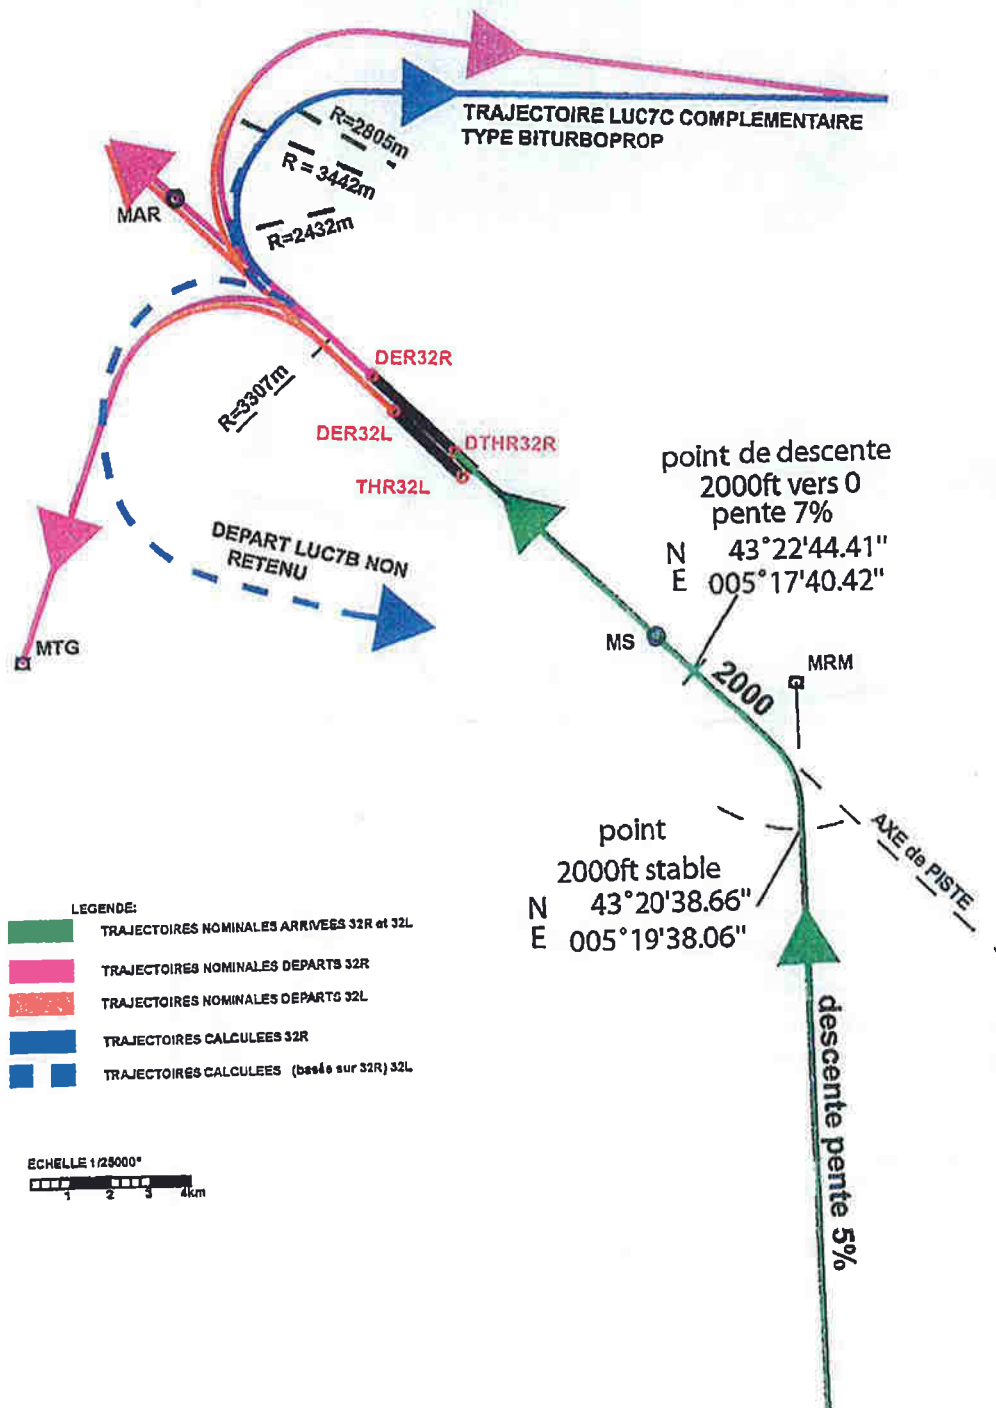 TRAJECTOIRE LUC7C COMPLEMENTAIRE
TYPE BITURBOPROP
R=2805m
R = 3442m
R=2432m
MAR
DER32R
R=3307m
DER32L
DTHR32R
THR32L
point de descente
2000ft vers 0
pente 7%
N 43°22'44.41"
E 005°17'40.42"
DEPART LUC7B NON
RETENU
MTG
MS
MRM
2000
AXE de PISTE
point
2000ft stable
N 43°20'38.66"
E 005°19'38.06"
LEGENDE:
TRAJECTOIRES NOMINALES ARRIVEES 32R et 32L
TRAJECTOIRES NOMINALES DEPARTS 32R
TRAJECTOIRES NOMINALES DEPARTS 32L
TRAJECTOIRES CALCULEES 32R
TRAJECTOIRES CALCULEES (basée sur 32R) 32L
descente pente 5%
ECHELLE 1/25000°
1 2 3 4km